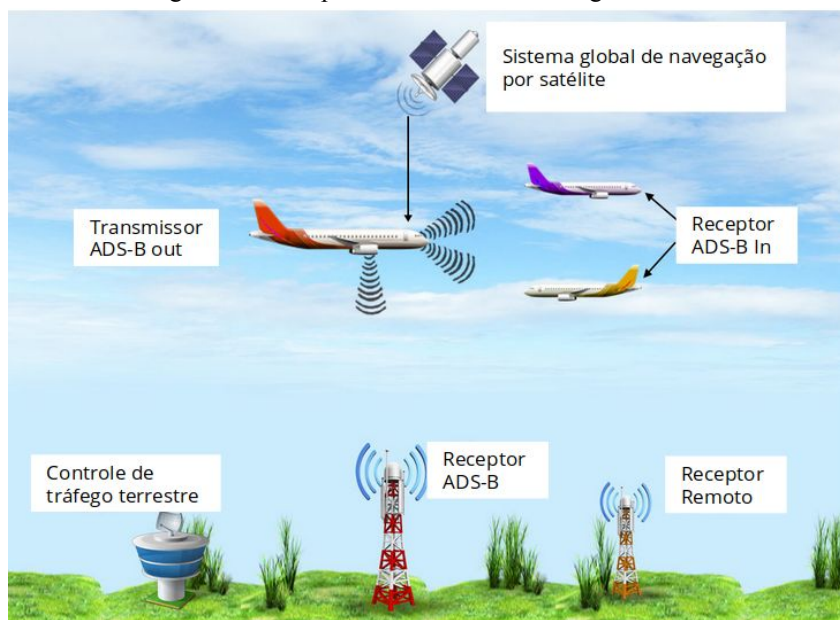 Sistema global de navegação
por satélite
Transmissor
ADS-B out
Receptor
ADS-B In
Controle de
tráfego terrestre
Receptor
ADS-B
Receptor
Remoto